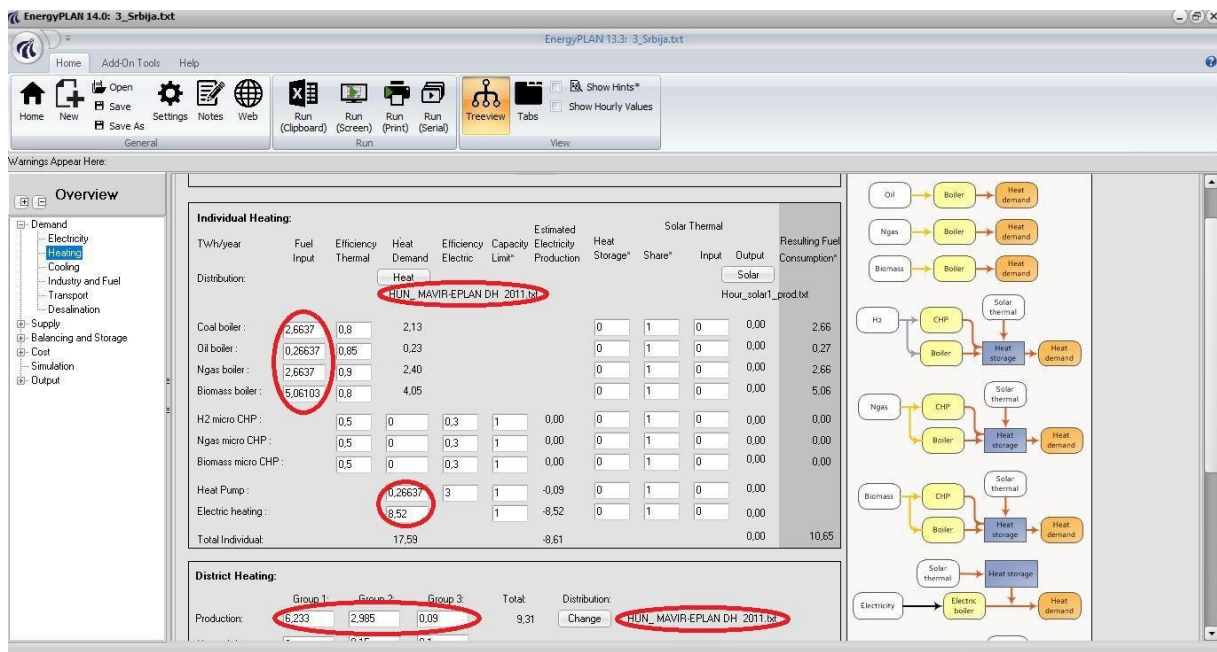 EnergyPLAN 14.0: 3_Srbija.txt
EnergyPLAN 13.3: 3_Srbija.txt
Home Add-On Tools Help
Home New Open Save Save As Settings Notes Web
General
Run (Clipboard) Run (Screen) Run (Print) Run (Serial)
Run
Treeview Tabs Show Hints* Show Hourly Values
View
Warnings Appear Here:
Overview
Demand
Electricity
Heating
Cooling
Industry and Fuel
Transport
Desalination
Supply
Balancing and Storage
Cost
Simulation
Output
Individual Heating:
TWh/year Fuel Input Efficiency Thermal Heat Demand Efficiency Electric Capacity Limit* Estimated Electricity Production Heat Storage* Solar Thermal Share* Input Output Resulting Fuel Consumption*
Distribution: Heat Solar
HUN_ MAVIR-EPLAN DH 2011.txt Hour_solar1_prod.txt
Coal boiler : 2,6637 0,8 2,13 0 1 0 0,00 2,66
Oil boiler : 0,26637 0,85 0,23 0 1 0 0,00 0,27
Ngas boiler : 2,6637 0,9 2,40 0 1 0 0,00 2,66
Biomass boiler : 5,06103 0,8 4,05 0 1 0 0,00 5,06
H2 micro CHP : 0,5 0 0,3 1 0,00 0 1 0 0,00 0,00
Ngas micro CHP : 0,5 0 0,3 1 0,00 0 1 0 0,00 0,00
Biomass micro CHP : 0,5 0 0,3 1 0,00 0 1 0 0,00 0,00
Heat Pump : 0,26637 3 1 -0,09 0 1 0 0,00
Electric heating : 8,52 1 -8,52 0 1 0 0,00
Total Individual: 17,59 -8,61 0,00 10,65
District Heating:
Group 1: Group 2: Group 3: Total: Distribution:
Production: 6,233 2,985 0,09 9,31 Change HUN_ MAVIR-EPLAN DH 2011.txt
Oil Boiler Heat demand
Ngas Boiler Heat demand
Biomass Boiler Heat demand
Solar thermal
H2 CHP
Boiler Heat storage Heat demand
Solar thermal
Ngas CHP
Boiler Heat storage Heat demand
Solar thermal
Biomass CHP
Boiler Heat storage Heat demand
Solar thermal Heat storage
Electricity Electric boiler Heat demand